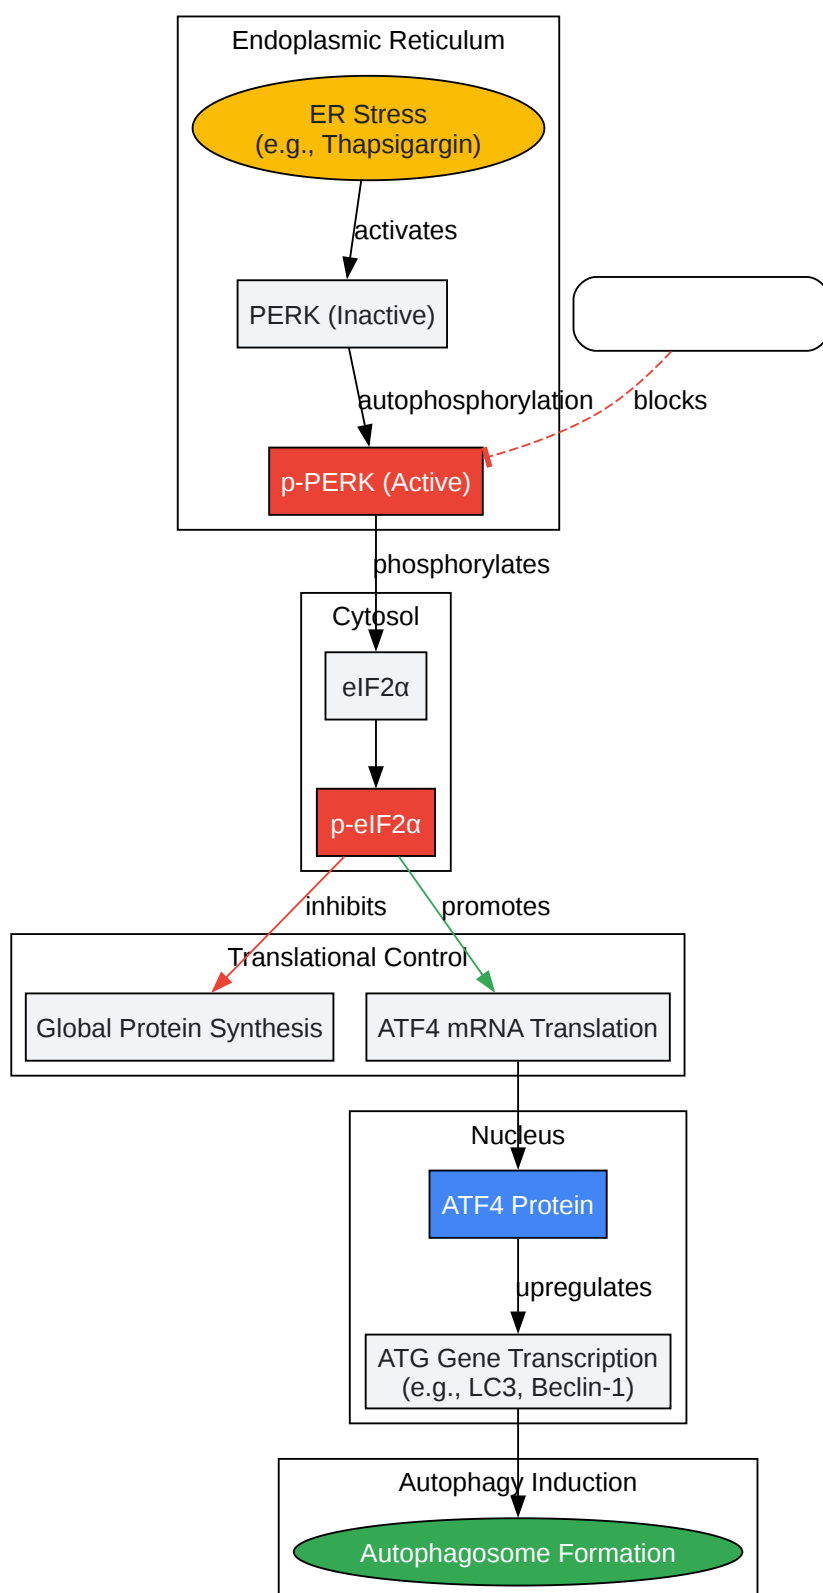 Endoplasmic Reticulum
ER Stress
(e.g., Thapsigargin)
activates
PERK (Inactive)
autophosphorylation
blocks
p-PERK (Active)
phosphorylates
Cytosol
eIF2α
p-eIF2α
inhibits
promotes
Translational Control
Global Protein Synthesis
ATF4 mRNA Translation
Nucleus
ATF4 Protein
upregulates
ATG Gene Transcription
(e.g., LC3, Beclin-1)
Autophagy Induction
Autophagosome Formation